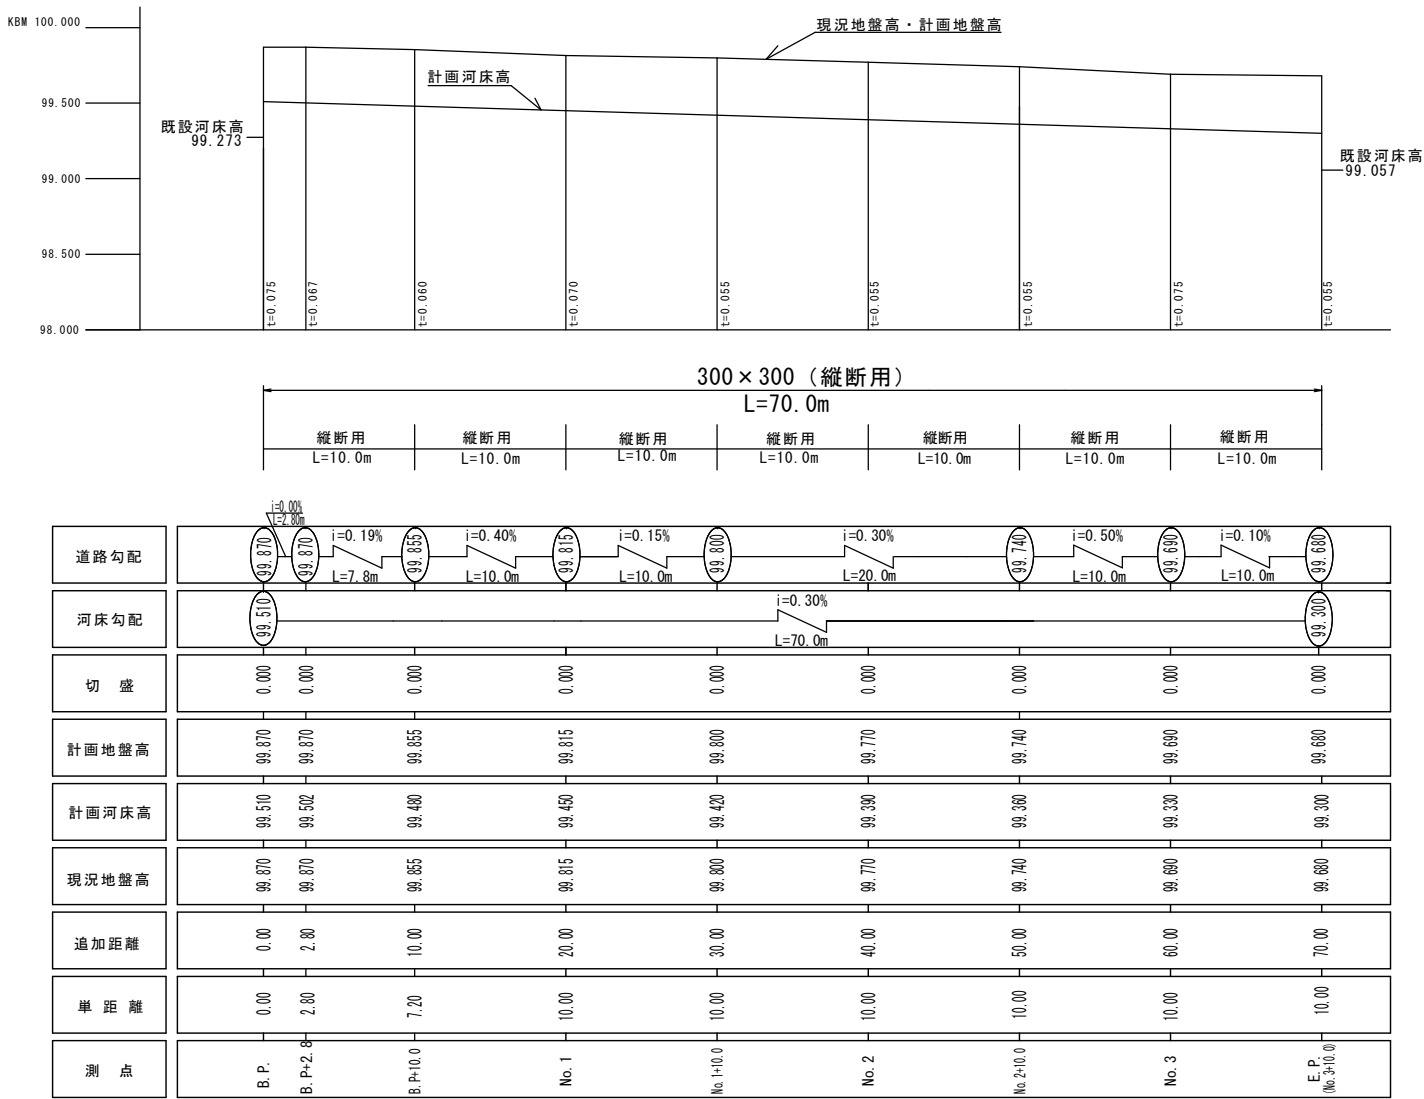 KBM 100.000
現況地盤高・計画地盤高
計画河床高
99.500
既設河床高
99.273
既設河床高
99.057
99.000
98.500
98.000
t=0.075
t=0.067
t=0.060
t=0.070
t=0.055
t=0.055
t=0.055
t=0.075
t=0.055
300×300（縦断用）
L=70.0m
縦断用 縦断用 縦断用 縦断用 縦断用 縦断用 縦断用
L=10.0m L=10.0m L=10.0m L=10.0m L=10.0m L=10.0m L=10.0m
i=0.00%
L=2.80m
道路勾配
99.870 99.870 99.855 99.815 99.800 99.740 99.690 99.680
i=0.19% i=0.40% i=0.15% i=0.30% i=0.50% i=0.10%
L=7.8m L=10.0m L=10.0m L=20.0m L=10.0m L=10.0m
河床勾配
99.510 99.300
i=0.30%
L=70.0m
切 盛 0.000 0.000 0.000 0.000 0.000 0.000 0.000 0.000 0.000
計画地盤高 99.870 99.870 99.855 99.815 99.800 99.770 99.740 99.690 99.680
計画河床高 99.510 99.502 99.480 99.450 99.420 99.390 99.360 99.330 99.300
現況地盤高 99.870 99.870 99.855 99.815 99.800 99.770 99.740 99.690 99.680
追加距離 0.00 2.80 10.00 20.00 30.00 40.00 50.00 60.00 70.00
単 距 離 0.00 2.80 7.20 10.00 10.00 10.00 10.00 10.00 10.00
測 点 B.P. B.P+2.8 B.P+10.0 No.1 No.1+10.0 No.2 No.2+10.0 No.3 E.P.
(No.3+10.0)